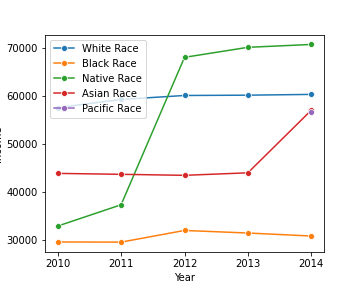 White Race
Black Race
Native Race
Asian Race
Pacific Race
70000
60000
50000
40000
30000
2010 2011 2012 2013 2014
Year